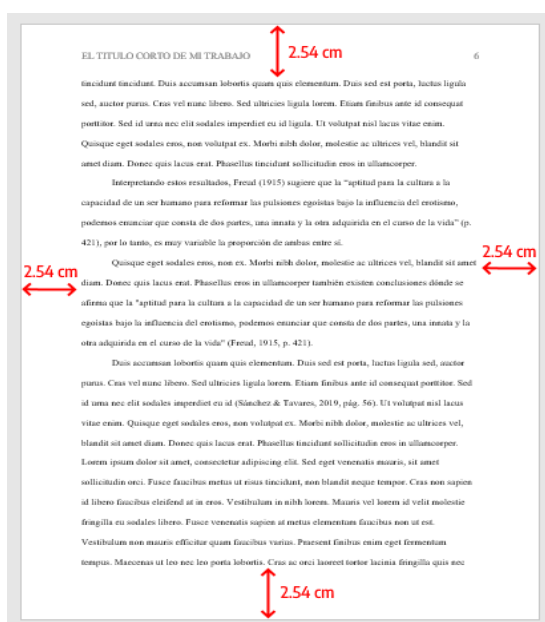 2.54 cm
EL TITULO CORTO DE MI TRABAJO 6
tincidunt tincidunt. Duis accumsan lobortis quam quis elementum. Duis sed est porta, luctus ligula
sed, auctor purus. Cras vel nunc libero. Sed ultricies ligula lorem. Etiam finibus ante id consequat
porttitor. Sed id urna nec elit sodales imperdiet eu id ligula. Ut volutpat nisl lacus vitae enim.
Quisque eget sodales eros, non volutpat ex. Morbi nibh dolor, molestie ac ultrices vel, blandit sit
amet diam. Donec quis lacus erat. Phasellus tincidunt sollicitudin eros in ullamcorper.
Interpretando estos resultados, Freud (1915) sugiere que la “aptitud para la cultura a la
capacidad de un ser humano para reformar las pulsiones egoístas bajo la influencia del erotismo,
podemos enunciar que consta de dos partes, una innata y la otra adquirida en el curso de la vida” (p.
421), por lo tanto, es muy variable la proporción de ambas entre sí.
Quisque eget sodales eros, non ex. Morbi nibh dolor, molestie ac ultrices vel, blandit sit amet
2.54 cm
2.54 cm
diam. Donec quis lacus erat. Phasellus eros in ullamcorper también existen conclusiones dónde se
afirma que la “aptitud para la cultura a la capacidad de un ser humano para reformar las pulsiones
egoístas bajo la influencia del erotismo, podemos enunciar que consta de dos partes, una innata y la
otra adquirida en el curso de la vida” (Freud, 1915, p. 421).
Duis accumsan lobortis quam quis elementum. Duis sed est porta, luctus ligula sed, auctor
purus. Cras vel nunc libero. Sed ultricies ligula lorem. Etiam finibus ante id consequat porttitor. Sed
id urna nec elit sodales imperdiet eu id (Sánchez & Tavares, 2019, pág. 56). Ut volutpat nisl lacus
vitae enim. Quisque eget sodales eros. Morbi nibh dolor, molestie ac ultrices vel,
blandit sit amet diam. Donec quis lacus erat. Phasellus tincidunt sollicitudin eros in ullamcorper.
Lorem ipsum dolor sit amet, consectetur adipiscing elit. Sed eget venenatis mauris, sit amet
sollicitudin orci. Fusce faucibus metus ut risus tincidunt, non blandit neque tempor. Cras non sapien
id libero faucibus eleifend at in eros. Vestibulum in nibh lorem. Mauris vel lorem id velit molestie
fringilla eu sodales libero. Fusce venenatis sapien at metus elementum faucibus non ut est.
Vestibulum non mauris efficitur quam faucibus varius. Praesent finibus enim eget fermentum
tempus. Maecenas ut leo nec leo porta lobortis. Cras ac orci laoreet tortor lacinia fringilla quis nec
2.54 cm